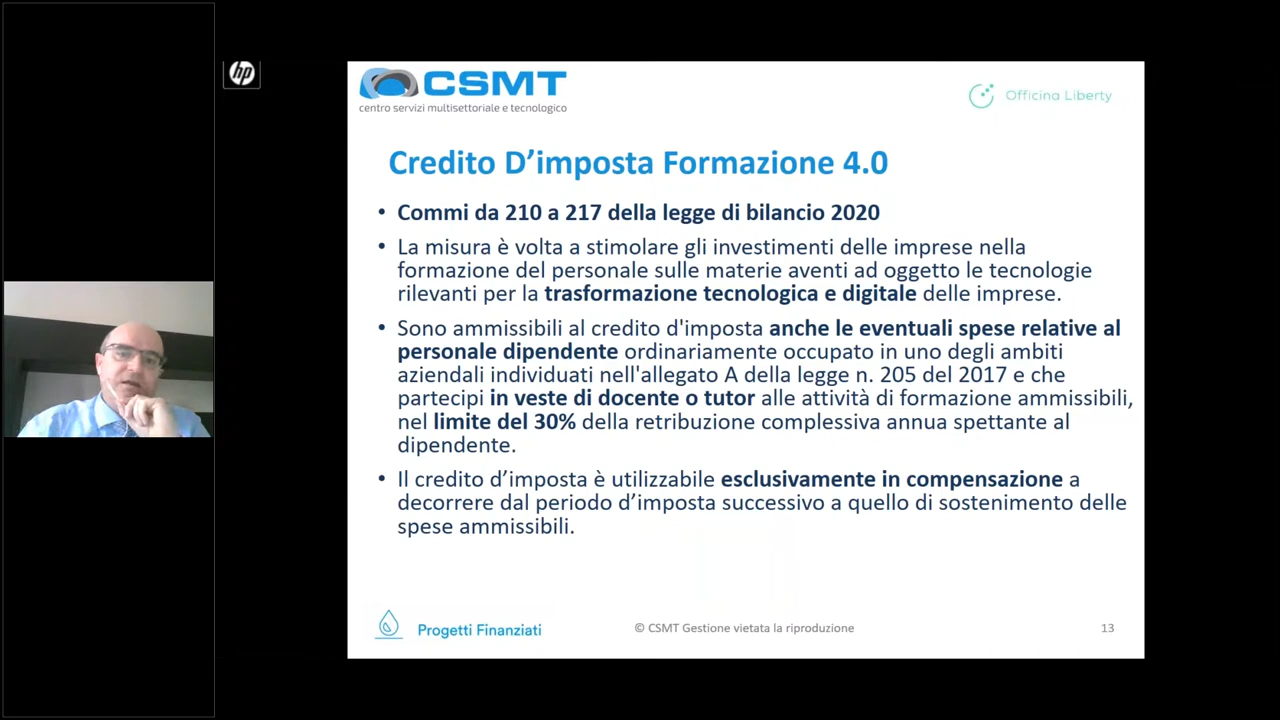 hp
CSMT
centro servizi multisettoriale e tecnologico
Officina Liberty
Credito D’imposta Formazione 4.0
• Commi da 210 a 217 della legge di bilancio 2020
• La misura è volta a stimolare gli investimenti delle imprese nella
formazione del personale sulle materie aventi ad oggetto le tecnologie
rilevanti per la trasformazione tecnologica e digitale delle imprese.
• Sono ammissibili al credito d'imposta anche le eventuali spese relative al
personale dipendente ordinariamente occupato in uno degli ambiti
aziendali individuati nell'allegato A della legge n. 205 del 2017 e che
partecipi in veste di docente o tutor alle attività di formazione ammissibili,
nel limite del 30% della retribuzione complessiva annua spettante al
dipendente.
• Il credito d’imposta è utilizzabile esclusivamente in compensazione a
decorrere dal periodo d’imposta successivo a quello di sostenimento delle
spese ammissibili.
Progetti Finanziati
© CSMT Gestione vietata la riproduzione
13